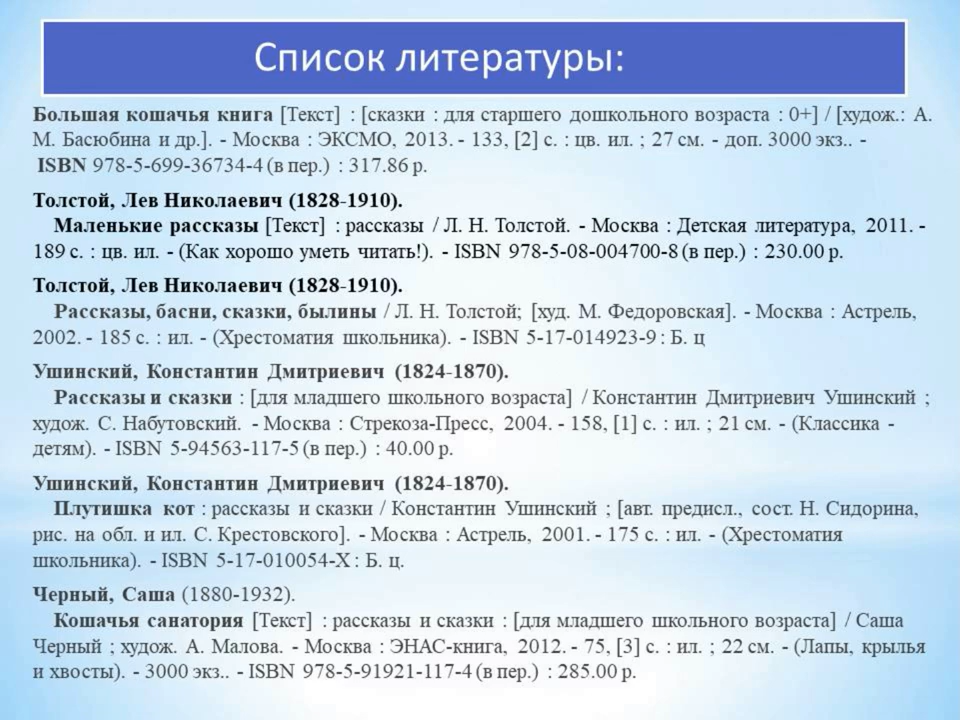 Список литературы:
Большая кошачья книга [Текст] : [сказки : для старшего дошкольного возраста : 0+] / [худож.: А.
М. Басюбина и др.]. - Москва : ЭКСМО, 2013. - 133, [2] с. : цв. ил. ; 27 см. - доп. 3000 экз.. -
ISBN 978-5-699-36734-4 (в пер.) : 317.86 р.
Толстой, Лев Николаевич (1828-1910).
Маленькие рассказы [Текст] : рассказы / Л. Н. Толстой. - Москва : Детская литература, 2011. -
189 с. : цв. ил. - (Как хорошо уметь читать!). - ISBN 978-5-08-004700-8 (в пер.) : 230.00 р.
Толстой, Лев Николаевич (1828-1910).
Рассказы, басни, сказки, былины / Л. Н. Толстой; [худ. М. Федоровская]. - Москва : Астрель,
2002. - 185 с. : ил. - (Хрестоматия школьника). - ISBN 5-17-014923-9 : Б. ц
Ушинский, Константин Дмитриевич (1824-1870).
Рассказы и сказки : [для младшего школьного возраста] / Константин Дмитриевич Ушинский ;
худож. С. Набутовский. - Москва : Стрекоза-Пресс, 2004. - 158, [1] с. : ил. ; 21 см. - (Классика -
детям). - ISBN 5-94563-117-5 (в пер.) : 40.00 р.
Ушинский, Константин Дмитриевич (1824-1870).
Плутишка кот : рассказы и сказки / Константин Ушинский ; [авт. предисл., сост. Н. Сидорина,
рис. на обл. и ил. С. Крестовского]. - Москва : Астрель, 2001. - 175 с. : ил. - (Хрестоматия
школьника). - ISBN 5-17-010054-X : Б. ц.
Черный, Саша (1880-1932).
Кошачья санатория [Текст] : рассказы и сказки : [для младшего школьного возраста] / Саша
Черный ; худож. А. Малова. - Москва : ЭНАС-книга, 2012. - 75, [3] с. : ил. ; 22 см. - (Лапы, крылья
и хвосты). - 3000 экз.. - ISBN 978-5-91921-117-4 (в пер.) : 285.00 р.